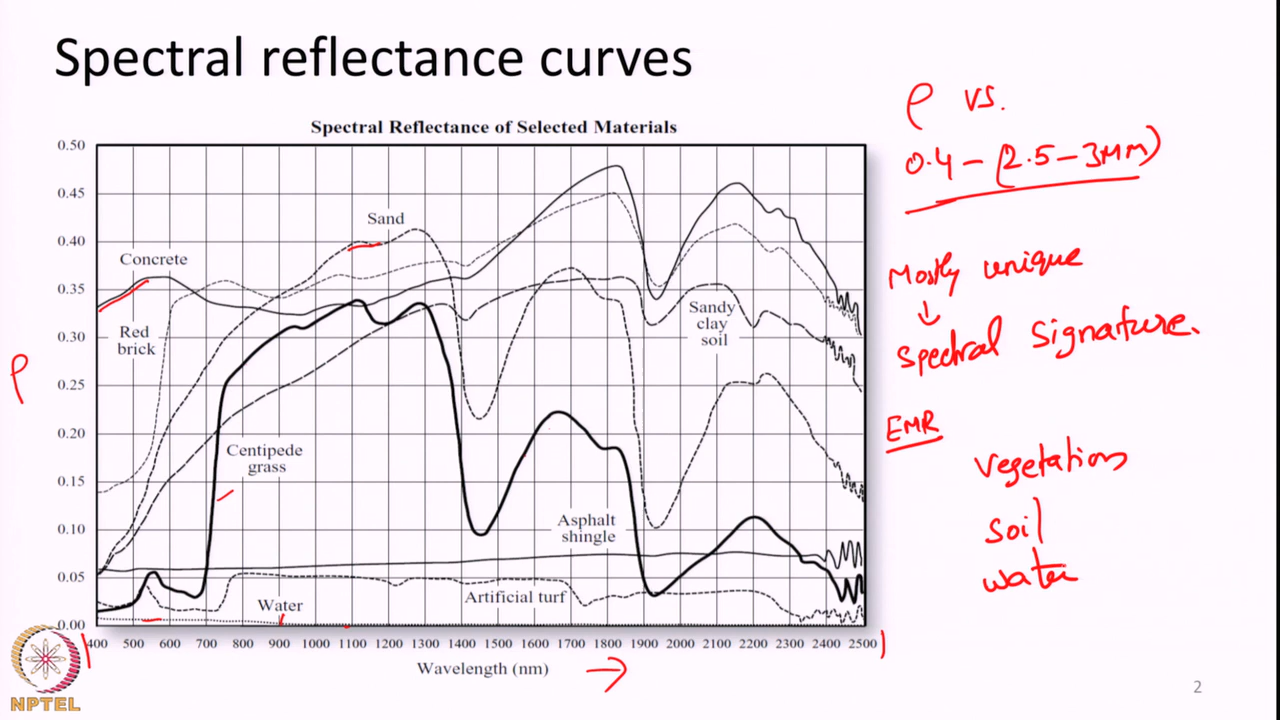 Spectral reflectance curves
Spectral Reflectance of Selected Materials
0.50
0.45
0.40
0.35
0.30
0.25
0.20
0.15
0.10
0.05
0.00
Sand
Concrete
Red
brick
Sandy
clay
soil
Centipede
grass
Asphalt
shingle
Artificial turf
Water
400 500 600 700 800 900 1000 1100 1200 1300 1400 1500 1600 1700 1800 1900 2000 2100 2200 2300 2400 2500
Wavelength (nm) →
ρ
ρ vs.
0.4 – (2.5 – 3μm)
Mostly unique
↓
Spectral Signature.
EMR
Vegetation
Soil
water
NPTEL
2